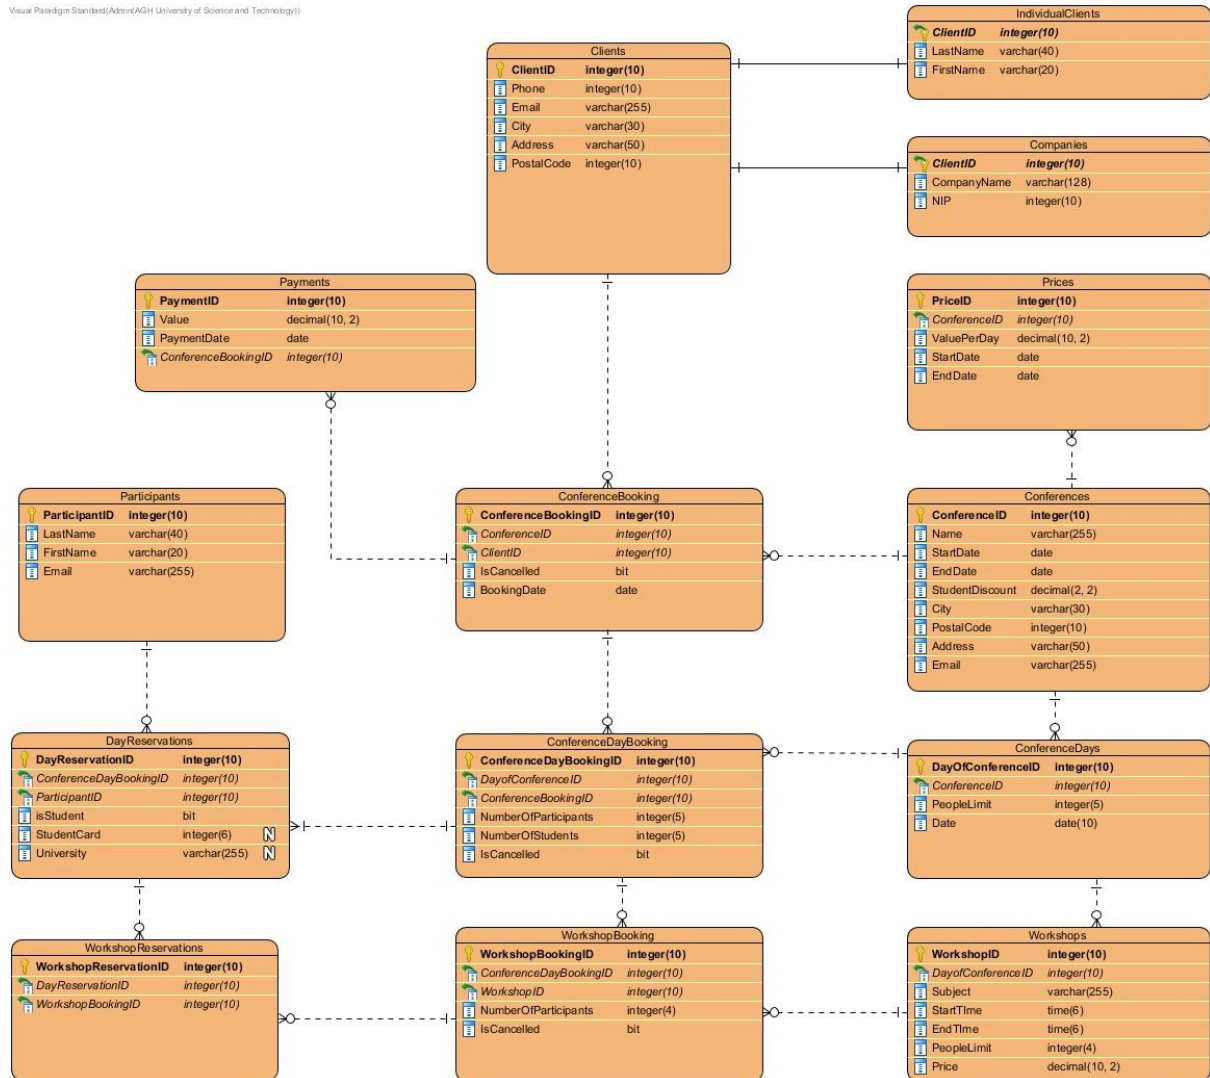 Visual Paradigm Standard(Admin(AGH University of Science and Technology))
IndividualClients
ClientID integer(10)
LastName varchar(40)
FirstName varchar(20)
Clients
ClientID integer(10)
Phone integer(10)
Email varchar(255)
City varchar(30)
Address varchar(50)
PostalCode integer(10)
Companies
ClientID integer(10)
CompanyName varchar(128)
NIP integer(10)
Payments
PaymentID integer(10)
Value decimal(10, 2)
PaymentDate date
ConferenceBookingID integer(10)
Prices
PriceID integer(10)
ConferenceID integer(10)
ValuePerDay decimal(10, 2)
StartDate date
EndDate date
Participants
ParticipantID integer(10)
LastName varchar(40)
FirstName varchar(20)
Email varchar(255)
ConferenceBooking
ConferenceBookingID integer(10)
ConferenceID integer(10)
ClientID integer(10)
IsCancelled bit
BookingDate date
Conferences
ConferenceID integer(10)
Name varchar(255)
StartDate date
EndDate date
StudentDiscount decimal(2, 2)
City varchar(30)
PostalCode integer(10)
Address varchar(50)
Email varchar(255)
DayReservations
DayReservationID integer(10)
ConferenceDayBookingID integer(10)
ParticipantID integer(10)
isStudent bit
StudentCard integer(6) N
University varchar(255) N
ConferenceDayBooking
ConferenceDayBookingID integer(10)
DayofConferenceID integer(10)
ConferenceBookingID integer(10)
NumberOfParticipants integer(5)
NumberOfStudents integer(5)
IsCancelled bit
ConferenceDays
DayOfConferenceID integer(10)
ConferenceID integer(10)
PeopleLimit integer(5)
Date date(10)
WorkshopReservations
WorkshopReservationID integer(10)
DayReservationID integer(10)
WorkshopBookingID integer(10)
WorkshopBooking
WorkshopBookingID integer(10)
ConferenceDayBookingID integer(10)
WorkshopID integer(10)
NumberOfParticipants integer(4)
IsCancelled bit
Workshops
WorkshopID integer(10)
DayofConferenceID integer(10)
Subject varchar(255)
StartTIme time(6)
EndTIme time(6)
PeopleLimit integer(4)
Price decimal(10, 2)